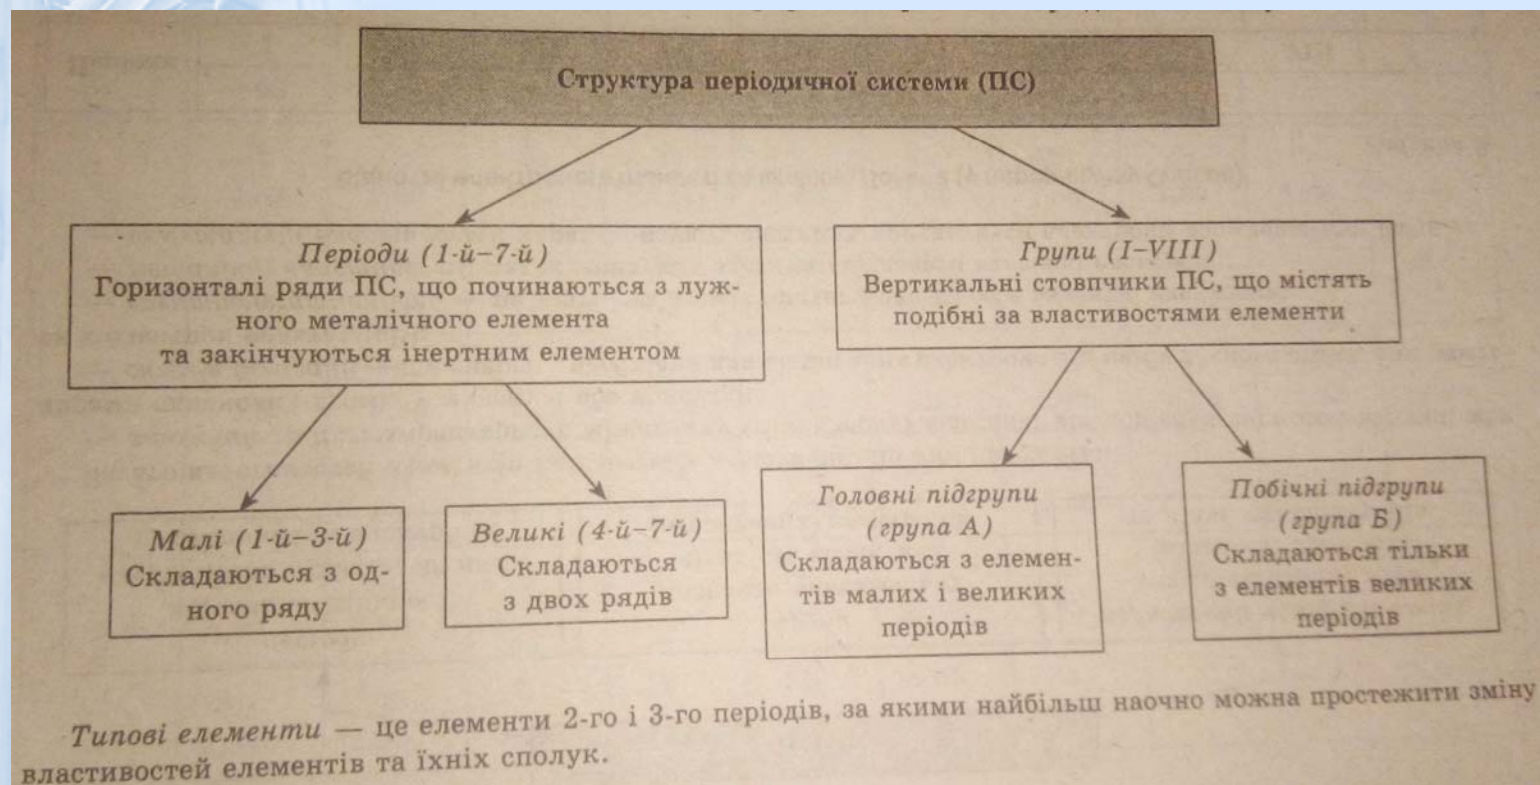 Структура періодичної системи (ПС)
Періоди (1-й–7-й)
Горизонталі ряди ПС, що починаються з луж-
ного металічного елемента
та закінчуються інертним елементом
Групи (I–VIII)
Вертикальні стовпчики ПС, що містять
подібні за властивостями елементи
Малі (1-й–3-й)
Складаються з од-
ного ряду
Великі (4-й–7-й)
Складаються
з двох рядів
Головні підгрупи
(група А)
Складаються з елемен-
тів малих і великих
періодів
Побічні підгрупи
(група Б)
Складаються тільки
з елементів великих
періодів
Типові елементи — це елементи 2-го і 3-го періодів, за якими найбільш наочно можна простежити зміну
властивостей елементів та їхніх сполук.